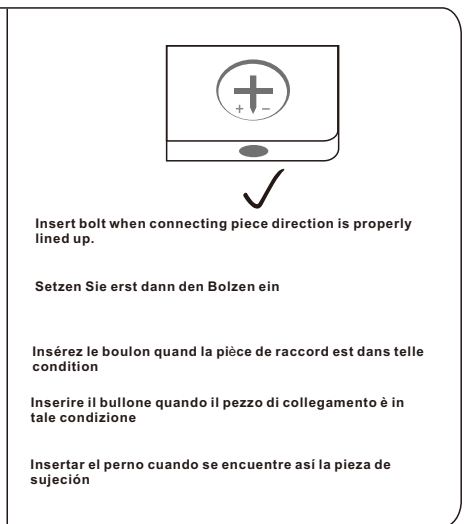 + −
Insert bolt when connecting piece direction is properly
lined up.
Setzen Sie erst dann den Bolzen ein
Insérez le boulon quand la pièce de raccord est dans telle
condition
Inserire il bullone quando il pezzo di collegamento è in
tale condizione
Insertar el perno cuando se encuentre así la pieza de
sujeción